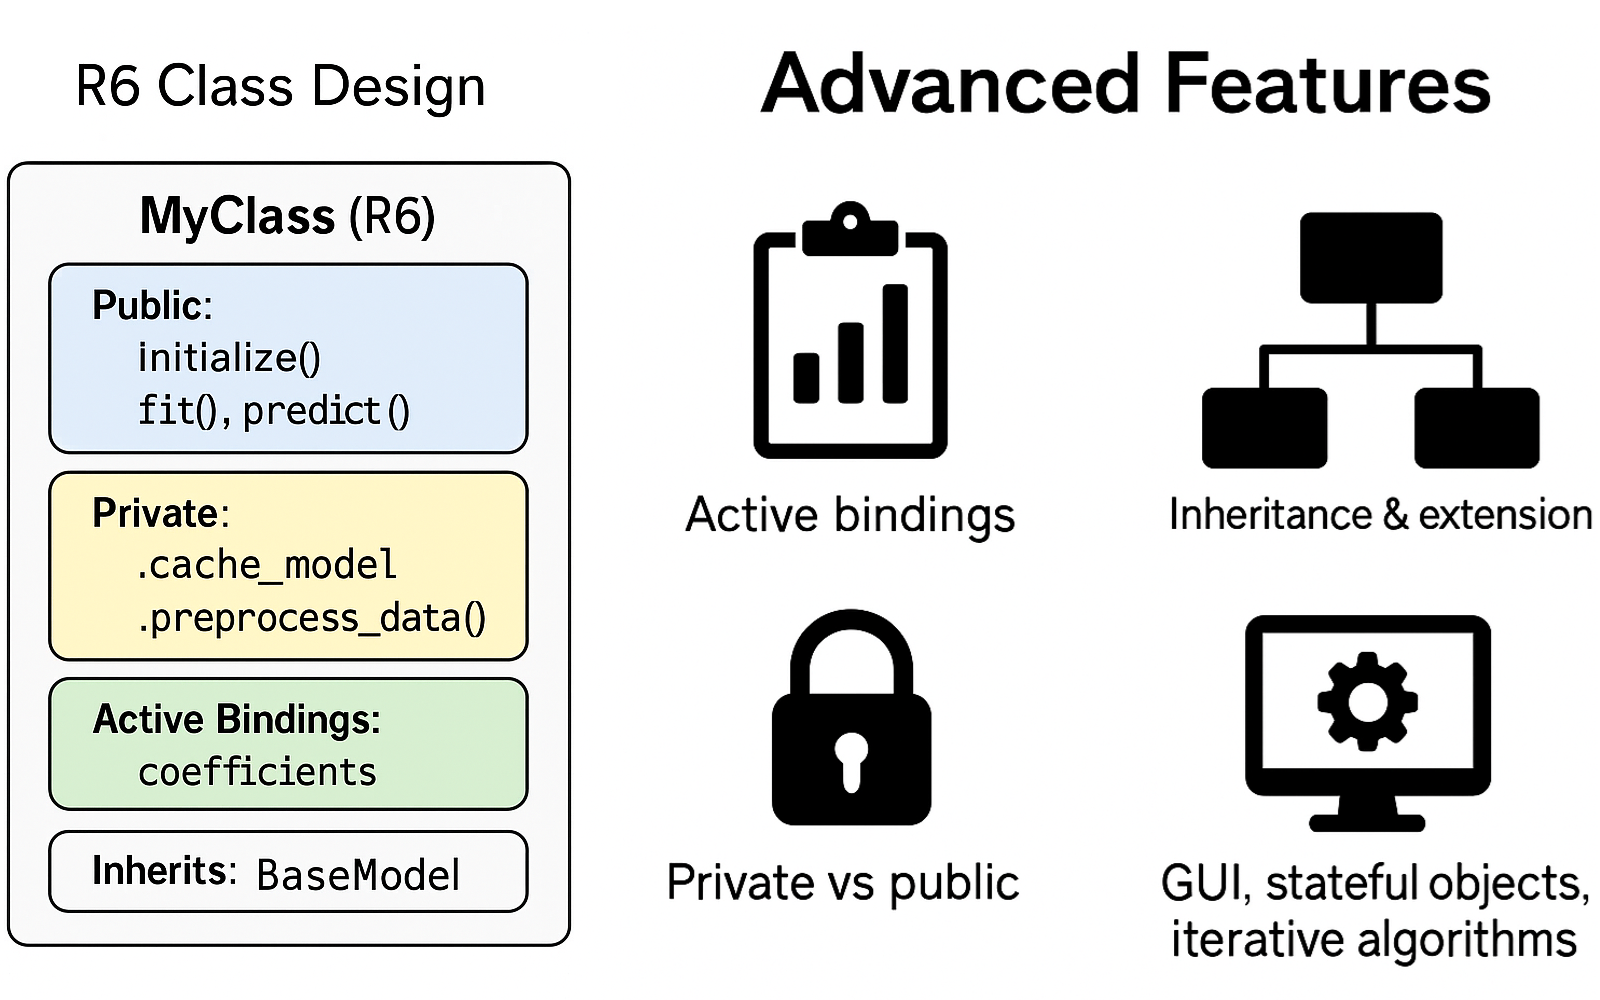 R6 Class Design
MyClass (R6)
Public:
initialize()
fit(), predict()
Private:
.cache_model
.preprocess_data()
Active Bindings:
coefficients
Inherits: BaseModel
Advanced Features
Active bindings
Inheritance & extension
Private vs public
GUI, stateful objects,
iterative algorithms